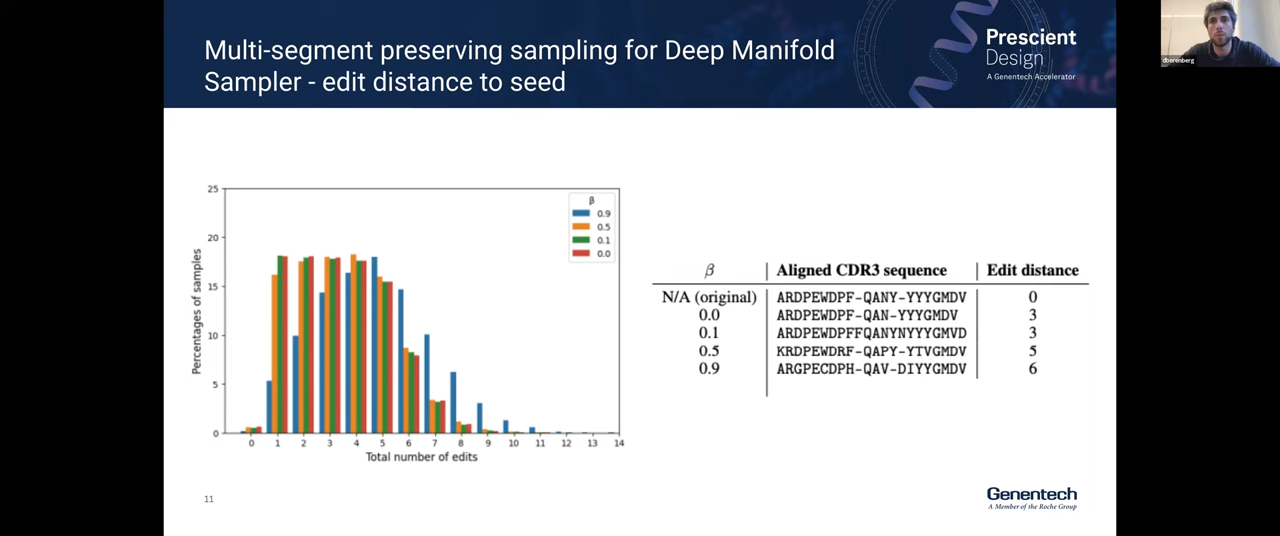 Multi-segment preserving sampling for Deep Manifold
Sampler - edit distance to seed
Prescient
Design
A Genentech Accelerator
dberenberg
25
20
15
10
5
0
Percentages of samples
β
0.9
0.5
0.1
0.0
0 1 2 3 4 5 6 7 8 9 10 11 12 13 14
Total number of edits
β Aligned CDR3 sequence Edit distance
N/A (original) ARDPEWDPF-QANY-YYYGMDV 0
0.0 ARDPEWDPF-QAN-YYYGMDV 3
0.1 ARDPEWDPFFQANYNYYYGMVD 3
0.5 KRDPEWDRF-QAPY-YTVGMDV 5
0.9 ARGPECDPH-QAV-DIYYGMDV 6
11
Genentech
A Member of the Roche Group